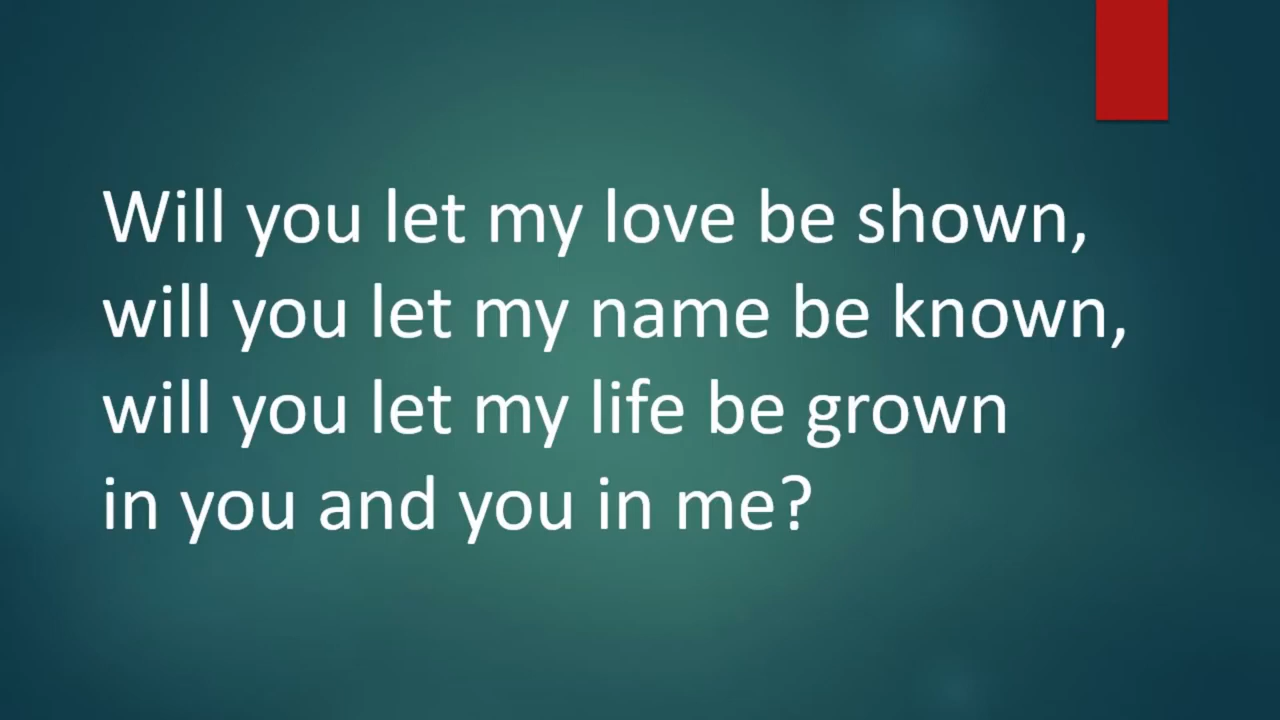 Will you let my love be shown,
will you let my name be known,
will you let my life be grown
in you and you in me?